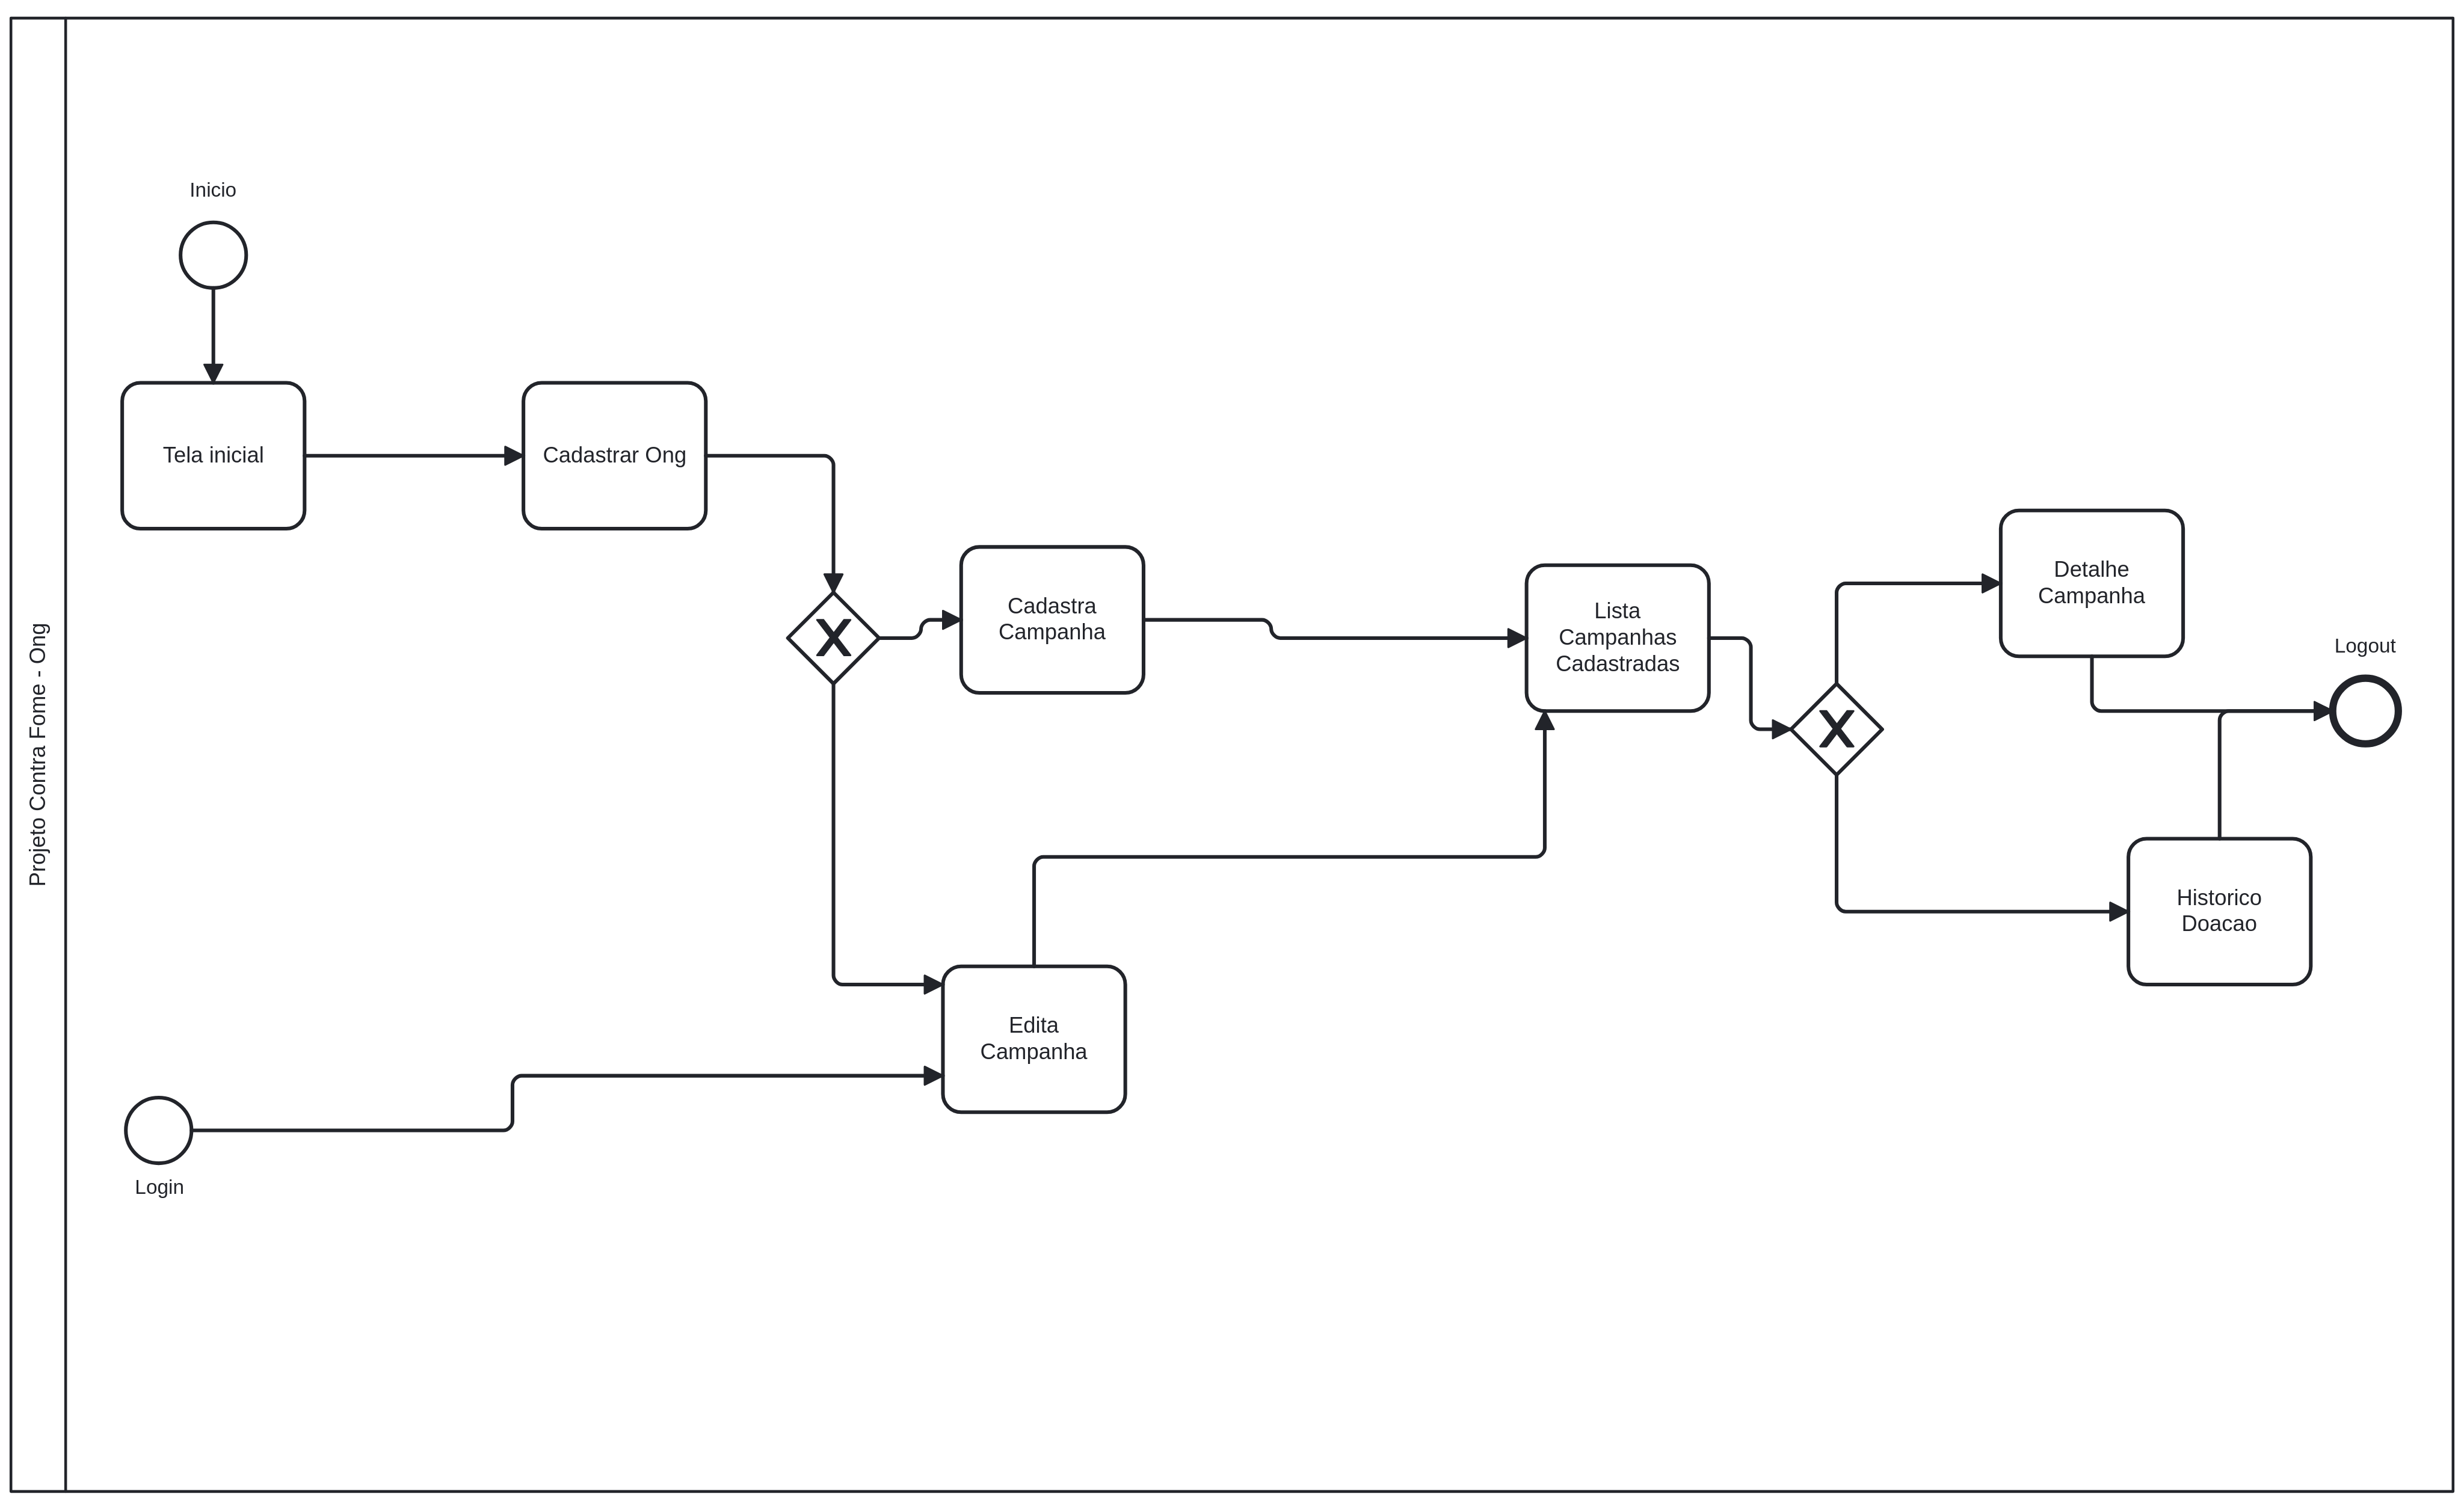 Projeto Contra Fome - Ong
Inicio
Tela inicial
Cadastrar Ong
X
Cadastra
Campanha
Lista
Campanhas
Cadastradas
X
Detalhe
Campanha
Logout
Historico
Doacao
Edita
Campanha
Login